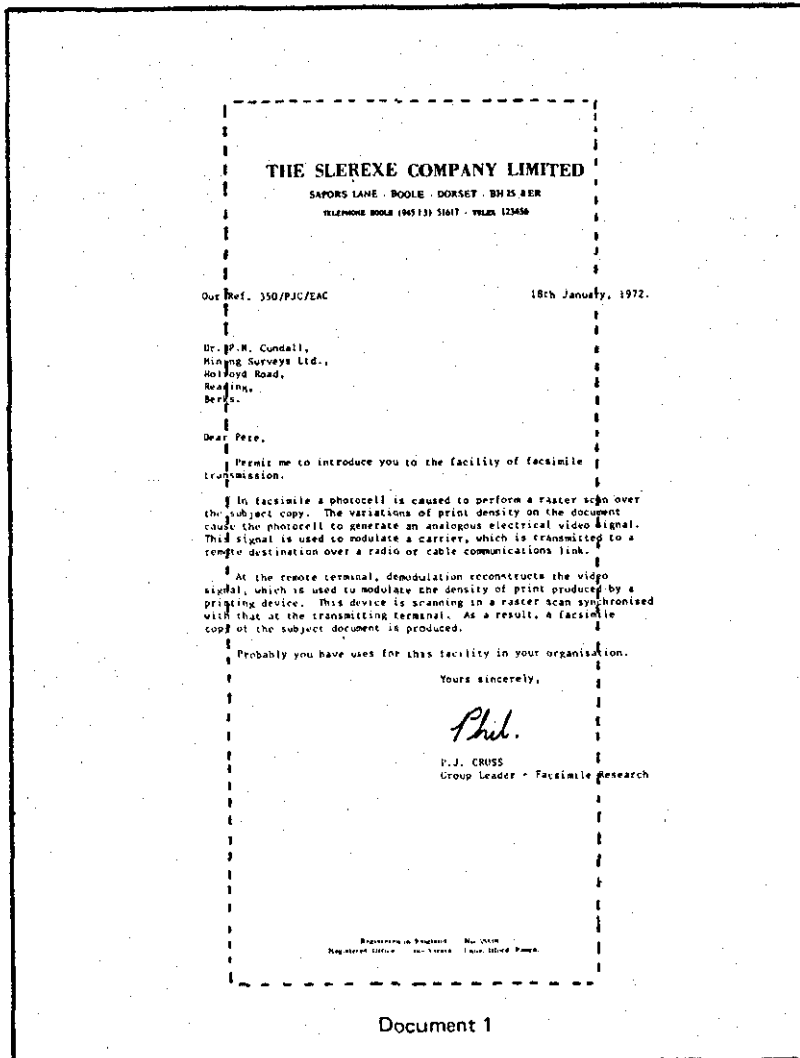 THE SLEREXE COMPANY LIMITED
SAPORS LANE . BOOLE . DORSET . BH 25 8 ER
TELEPHONE BOOLE (945 13) 51617 - TELEX 123456
Our Ref. 350/PJC/EAC 18th January, 1972.
Dr. P.N. Cundall,
Mining Surveys Ltd.,
Holroyd Road,
Reading,
Berks.
Dear Pete,
Permit me to introduce you to the facility of facsimile
transmission.
In facsimile a photocell is caused to perform a raster scan over
the subject copy. The variations of print density on the document
cause the photocell to generate an analogous electrical video signal.
This signal is used to modulate a carrier, which is transmitted to a
remote destination over a radio or cable communications link.
At the remote terminal, demodulation reconstructs the video
signal, which is used to modulate the density of print produced by a
printing device. This device is scanning in a raster scan synchronised
with that at the transmitting terminal. As a result, a facsimile
copy of the subject document is produced.
Probably you have uses for this facility in your organisation.
Yours sincerely,
Phil.
P.J. CROSS
Group Leader - Facsimile Research
Registered in England
Registered Office
Document 1